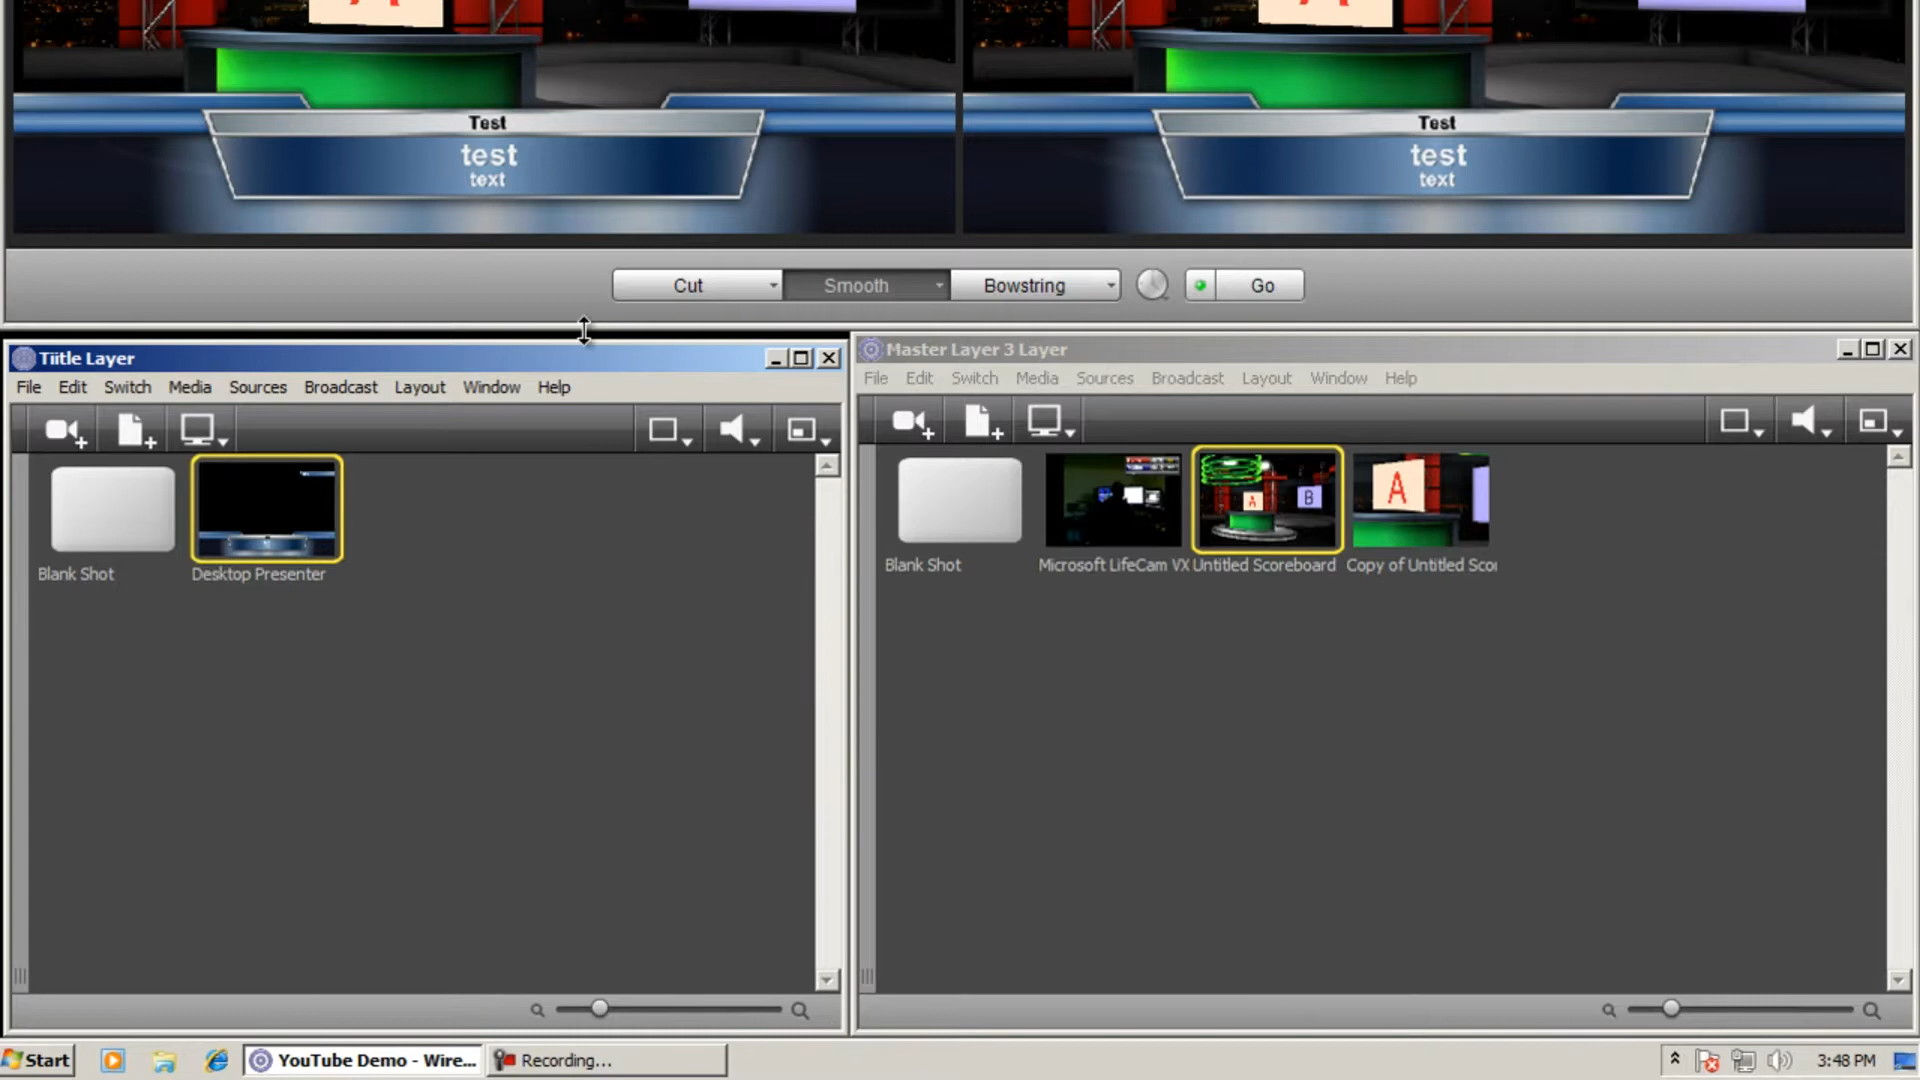 Test
test
text
Test
test
text
Cut
Smooth
Bowstring
Go
Tiitle Layer
File Edit Switch Media Sources Broadcast Layout Window Help
Blank Shot
Desktop Presenter
Master Layer 3 Layer
File Edit Switch Media Sources Broadcast Layout Window Help
A
B
A
Blank Shot
Microsoft LifeCam VX
Untitled Scoreboard
Copy of Untitled Sco
Start
YouTube Demo - Wire...
Recording...
3:48 PM